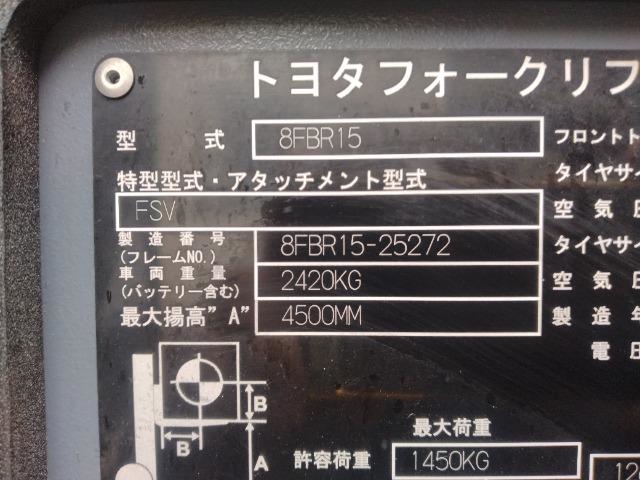 トヨタフォークリフ
型 式 8FBR15 フロントト
タイヤサイ
特型型式・アタッチメント型式
FSV 空気圧
製造番号 (フレームNO.) 8FBR15-25272 タイヤサイ
車両重量 (バッテリー含む) 2420KG 空気圧
最大揚高"A" 4500MM 製造年
電圧
B
B
A
最大荷重
許容荷重 1450KG 12